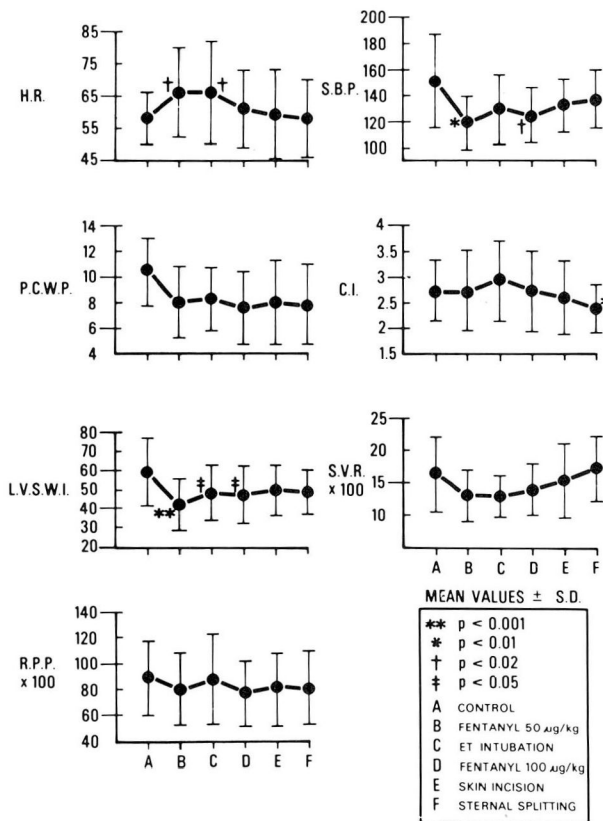 H.R.
85
75
65
55
45
†
†
S.B.P.
200
180
160
140
120
100
*
†
P.C.W.P.
14
12
10
8
6
4
C.I.
4
3.5
3
2.5
2
1.5
L.V.S.W.I.
80
70
60
50
40
30
20
**
‡
‡
S.V.R.
x 100
25
20
15
10
A B C D E F
R.P.P.
x 100
140
120
100
80
60
40
A B C D E F
MEAN VALUES ± S.D.
** p < 0.001
* p < 0.01
† p < 0.02
‡ p < 0.05
A CONTROL
B FENTANYL 50 µg/kg
C ET INTUBATION
D FENTANYL 100 µg/kg
E SKIN INCISION
F STERNAL SPLITTING